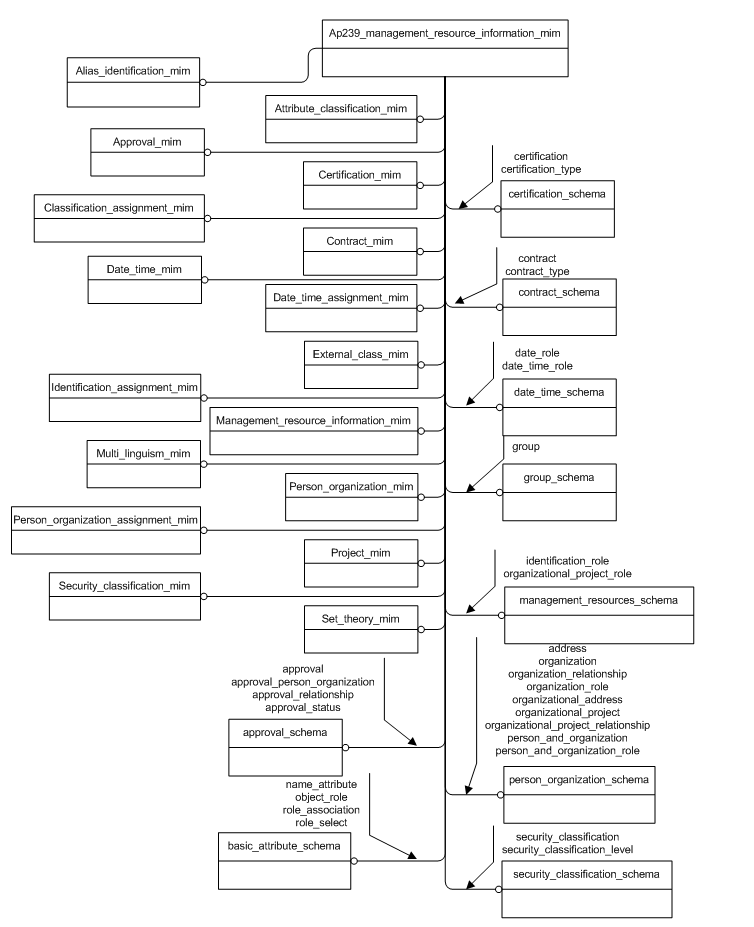 Ap239_management_resource_information_mim
Alias_identification_mim
Attribute_classification_mim
Approval_mim
certification
certification_type
Certification_mim
certification_schema
Classification_assignment_mim
Contract_mim
contract
contract_type
Date_time_mim
contract_schema
Date_time_assignment_mim
External_class_mim
date_role
date_time_role
Identification_assignment_mim
date_time_schema
Management_resource_information_mim
group
Multi_linguism_mim
group_schema
Person_organization_mim
Person_organization_assignment_mim
Project_mim
identification_role
organizational_project_role
Security_classification_mim
management_resources_schema
Set_theory_mim
address
organization
organization_relationship
organization_role
organizational_address
organizational_project
organizational_project_relationship
person_and_organization
person_and_organization_role
approval
approval_person_organization
approval_relationship
approval_status
approval_schema
person_organization_schema
name_attribute
object_role
role_association
role_select
basic_attribute_schema
security_classification
security_classification_level
security_classification_schema